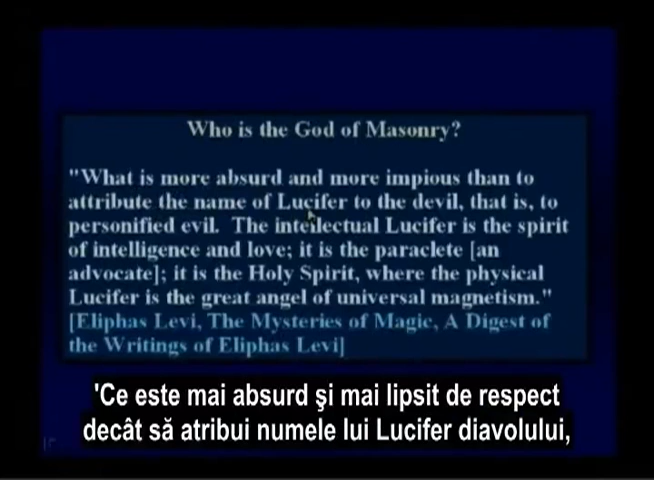 Who is the God of Masonry?
"What is more absurd and more impious than to
attribute the name of Lucifer to the devil, that is, to
personified evil. The intellectual Lucifer is the spirit
of intelligence and love; it is the paraclete [an
advocate]; it is the Holy Spirit, where the physical
Lucifer is the great angel of universal magnetism."
[Eliphas Levi, The Mysteries of Magic, A Digest of
the Writings of Eliphas Levi]
'Ce este mai absurd şi mai lipsit de respect
decât să atribui numele lui Lucifer diavolului,